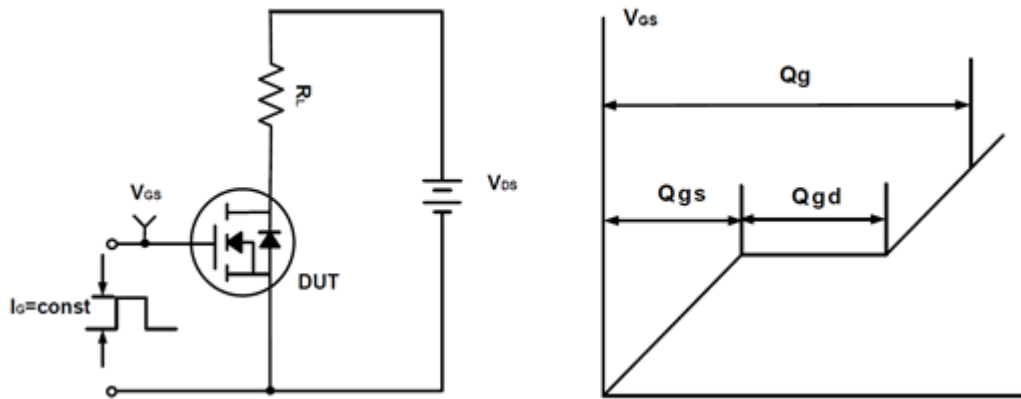 RL
VDS
VGS
DUT
IG=const
VGS
Qg
Qgs
Qgd